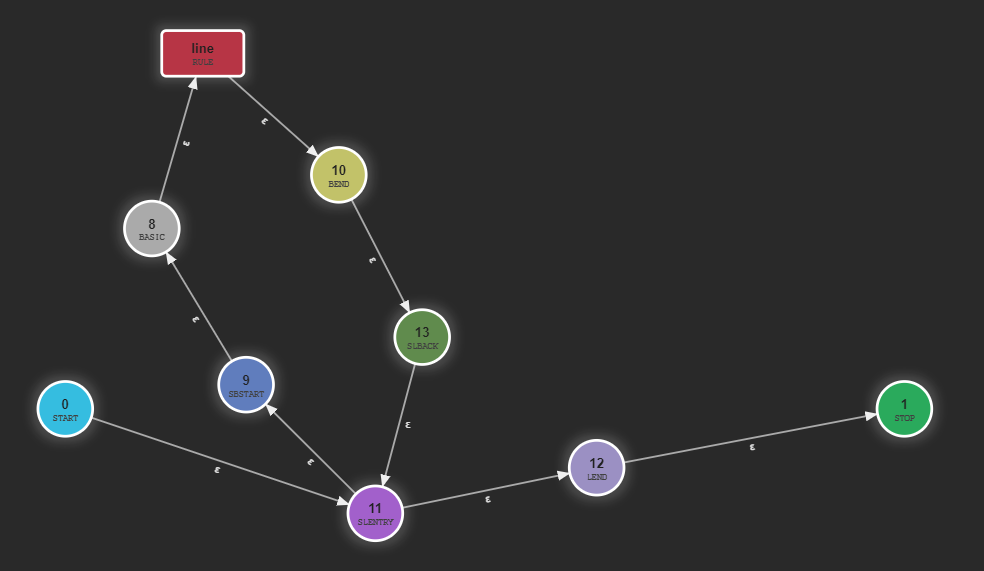 line
RULE
ε
ε
10
BEND
8
BASIC
ε
ε
13
SLBACK
ε
9
SBSTART
0
START
1
STOP
ε
ε
ε
12
LEND
ε
ε
11
SLENTRY